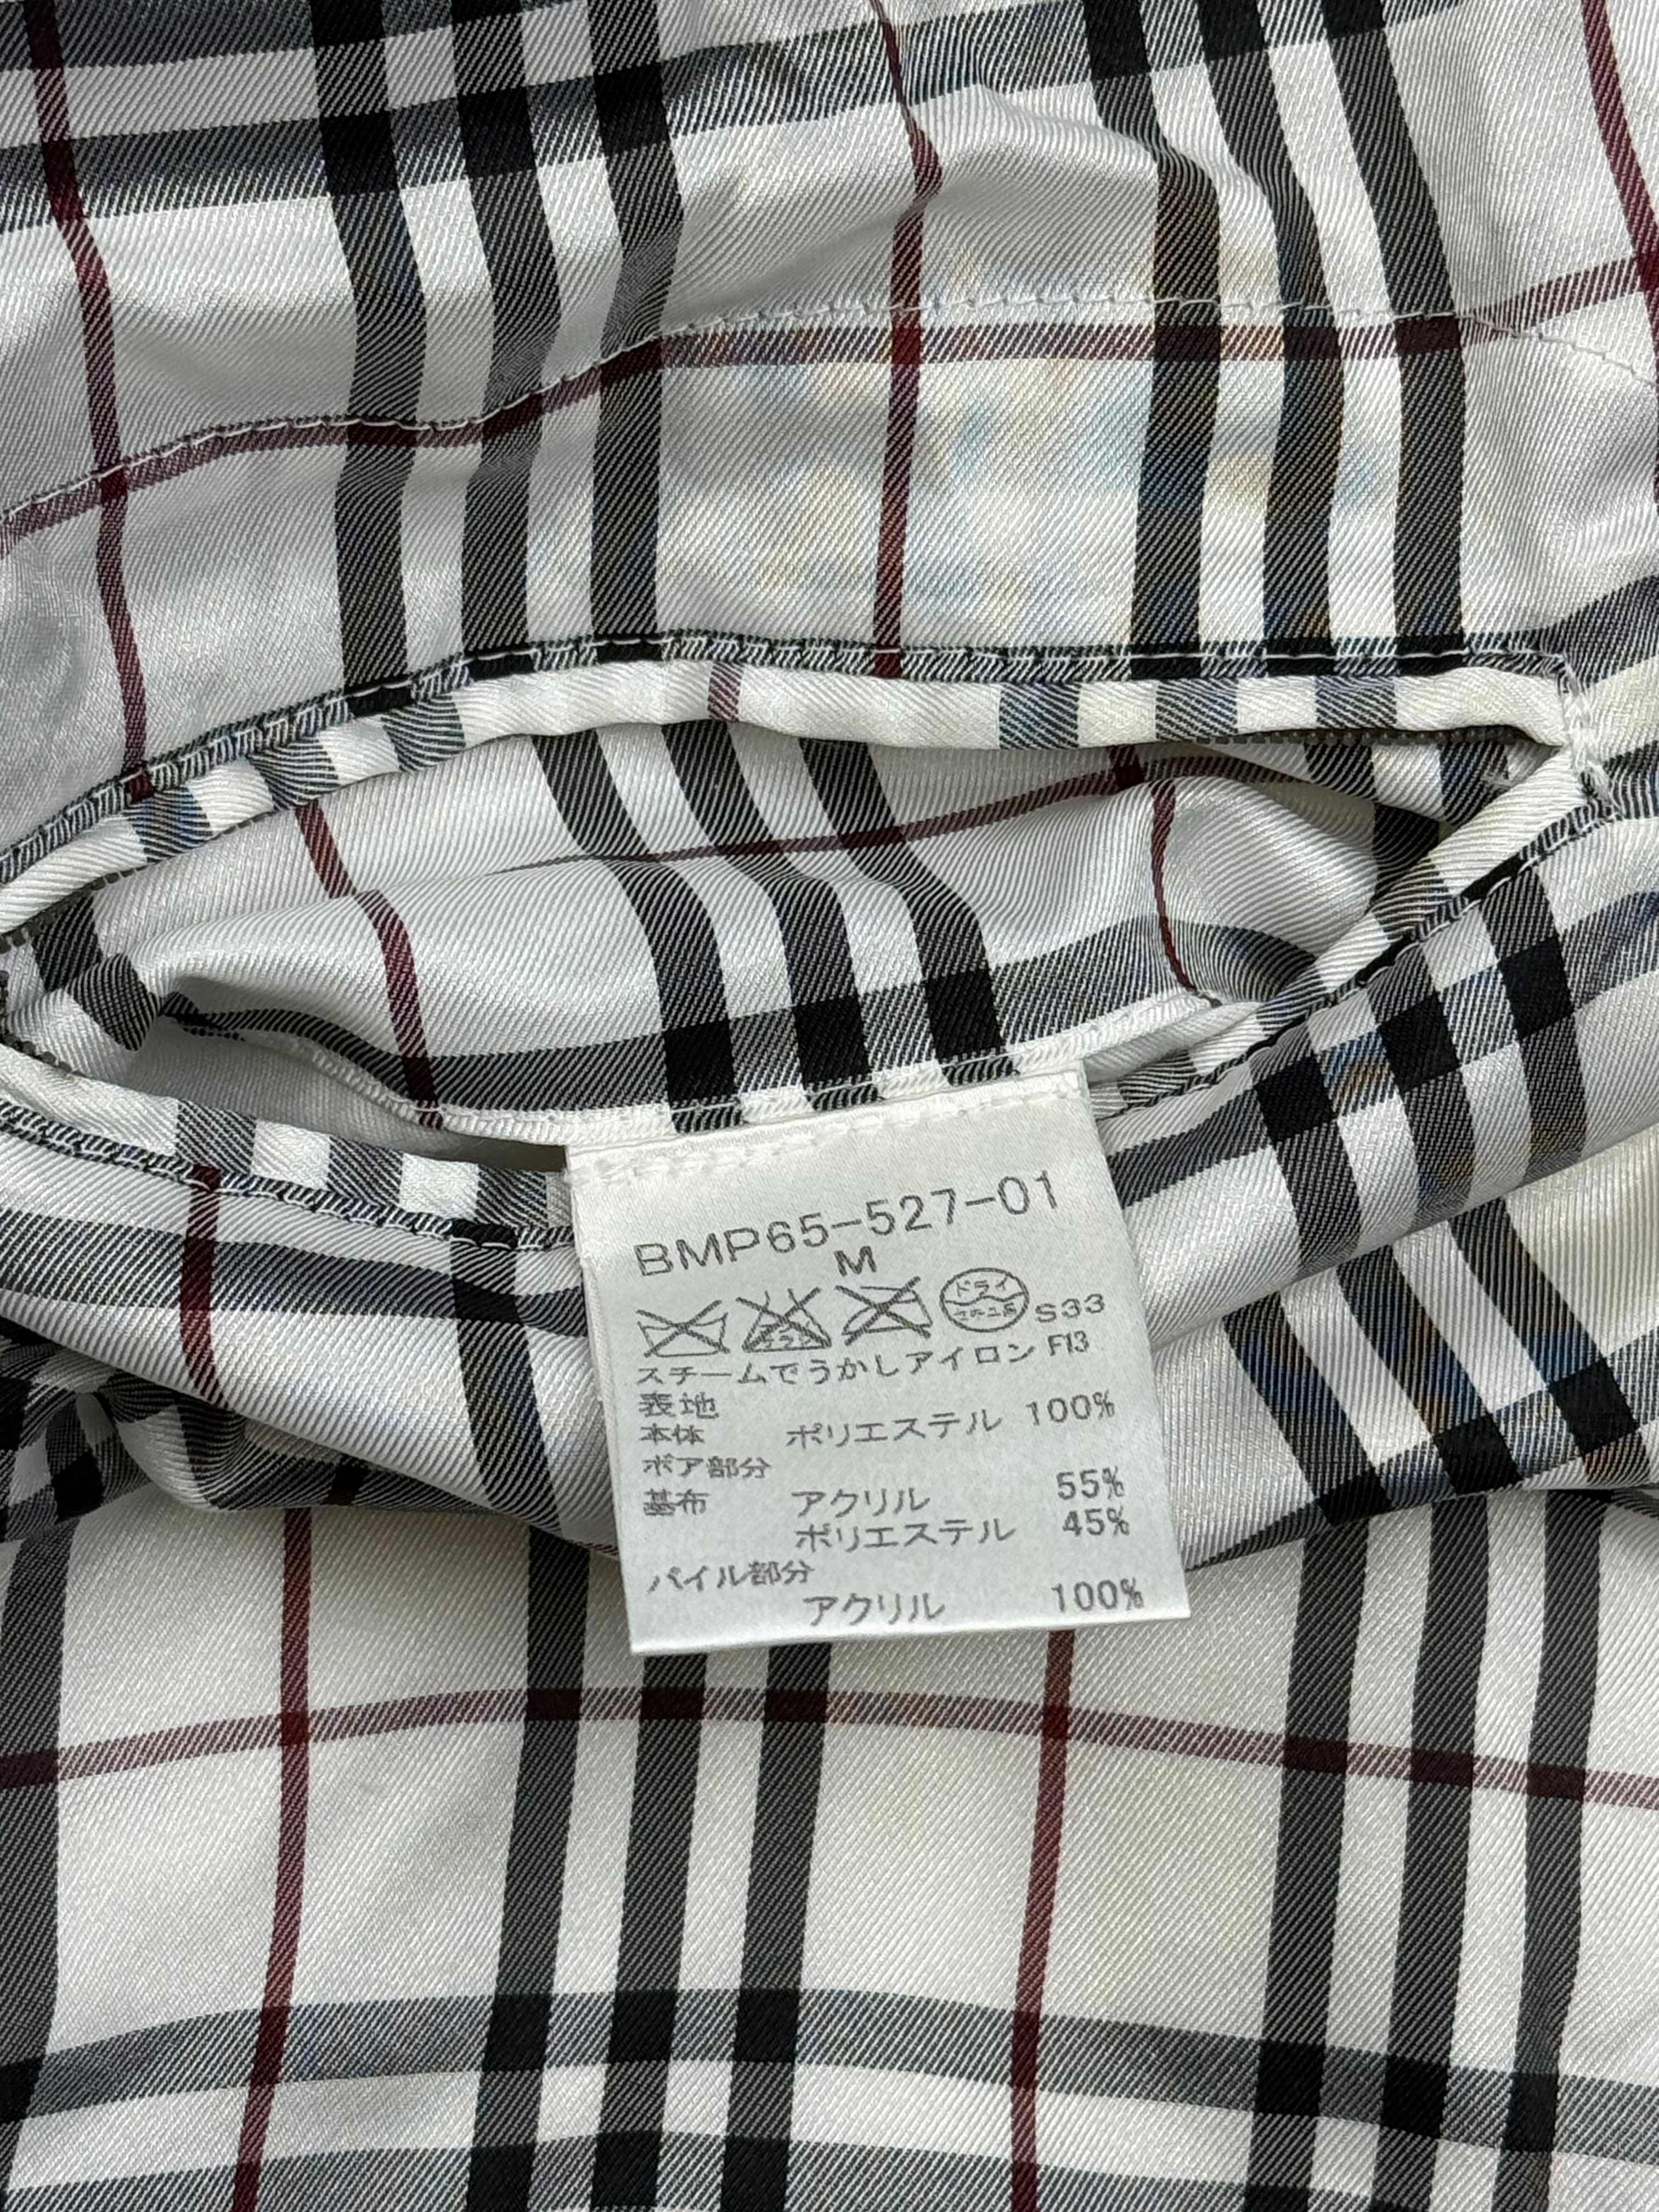 BMP65-527-01
M
ドライ
S33
スチームでうかしアイロン F13
表地
本体 ポリエステル 100%
ボア部分
基布 アクリル 55%
ポリエステル 45%
パイル部分
アクリル 100%